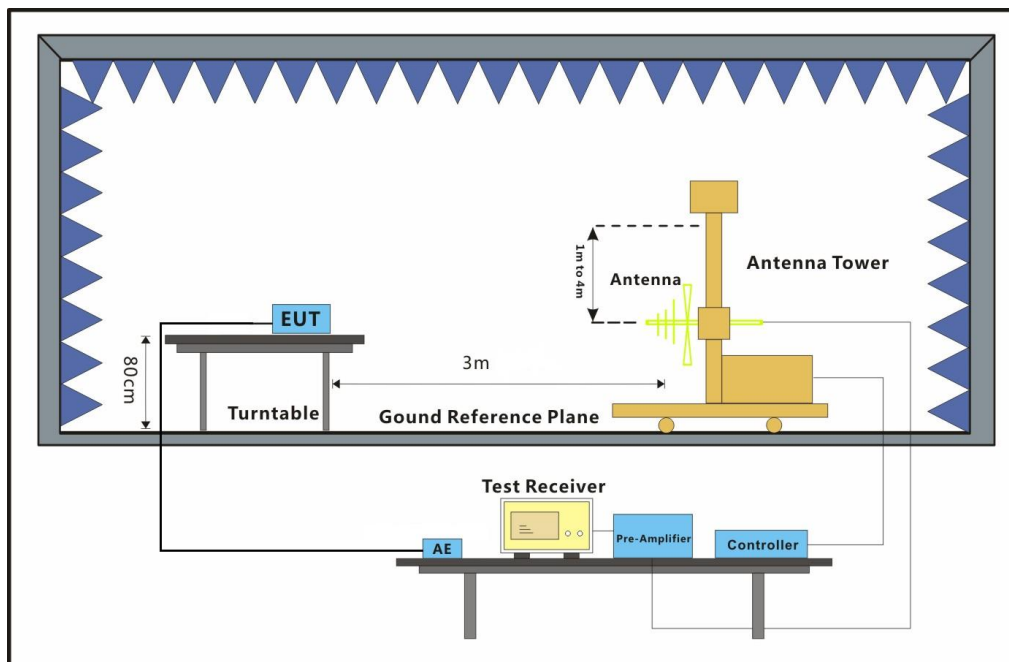 1m to 4m
Antenna
Antenna Tower
EUT
80cm
3m
Turntable
Gound Reference Plane
Test Receiver
AE
Pre-Amplifier
Controller